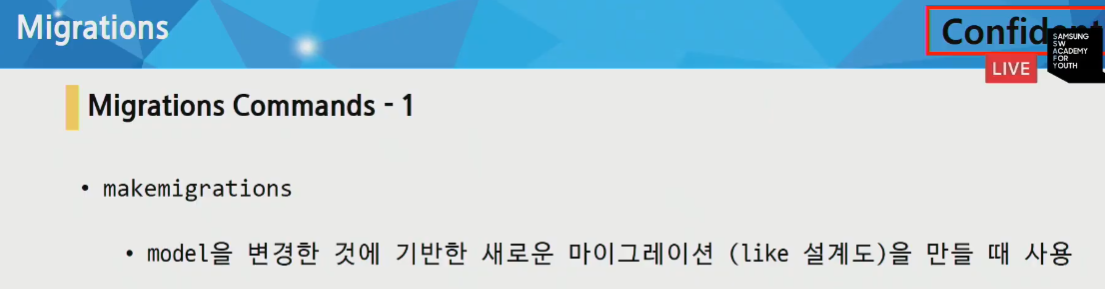 Migrations
LIVE
SAMSUNG
SW
ACADEMY
FOR
YOUTH
Migrations Commands - 1
• makemigrations
• model을 변경한 것에 기반한 새로운 마이그레이션 (like 설계도)을 만들 때 사용